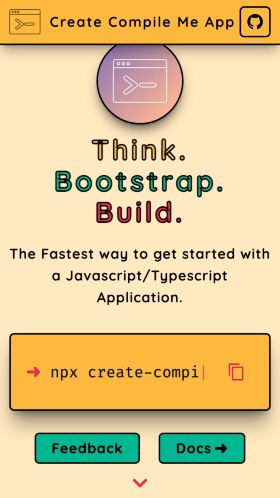 Create Compile Me App
Think.
Bootstrap.
Build.
The Fastest way to get started with
a Javascript/Typescript
Application.
➜ npx create-compi
Feedback
Docs ➜